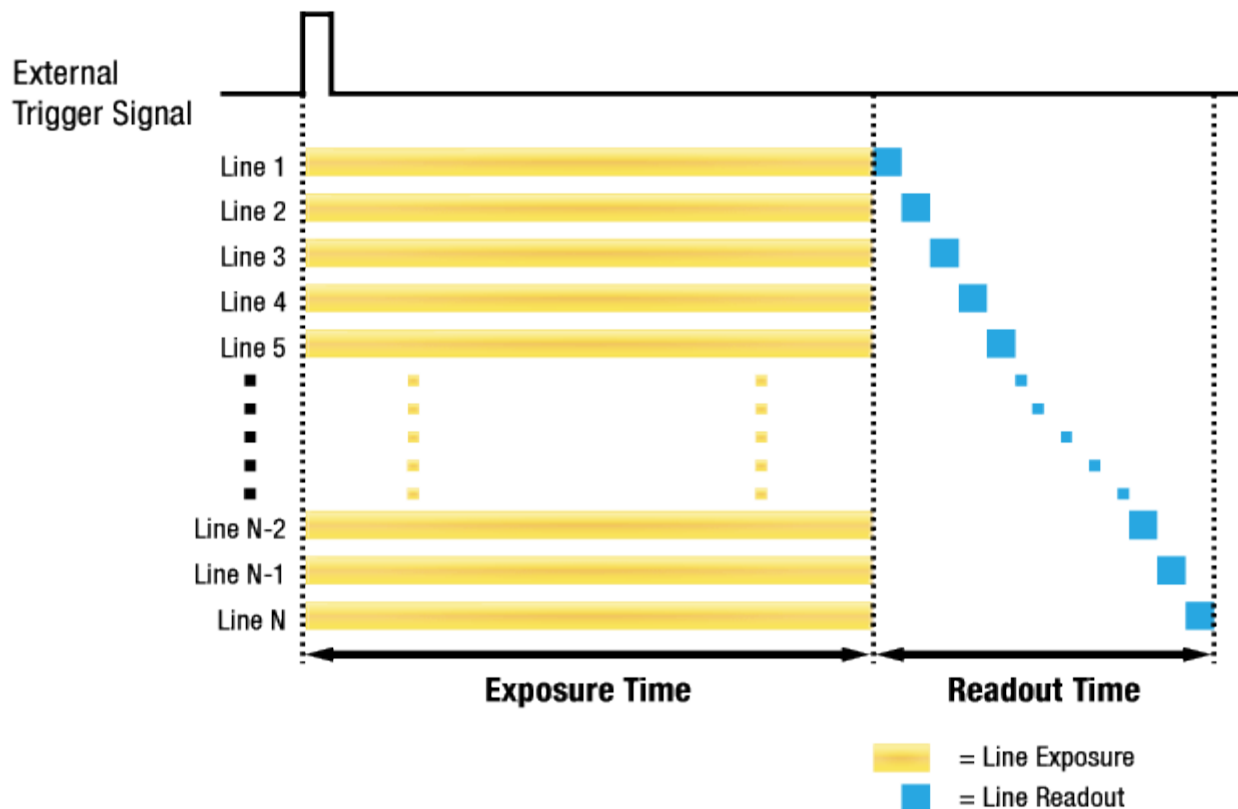 External
Trigger Signal
Line 1
Line 2
Line 3
Line 4
Line 5
Line N-2
Line N-1
Line N
Exposure Time
Readout Time
= Line Exposure
= Line Readout